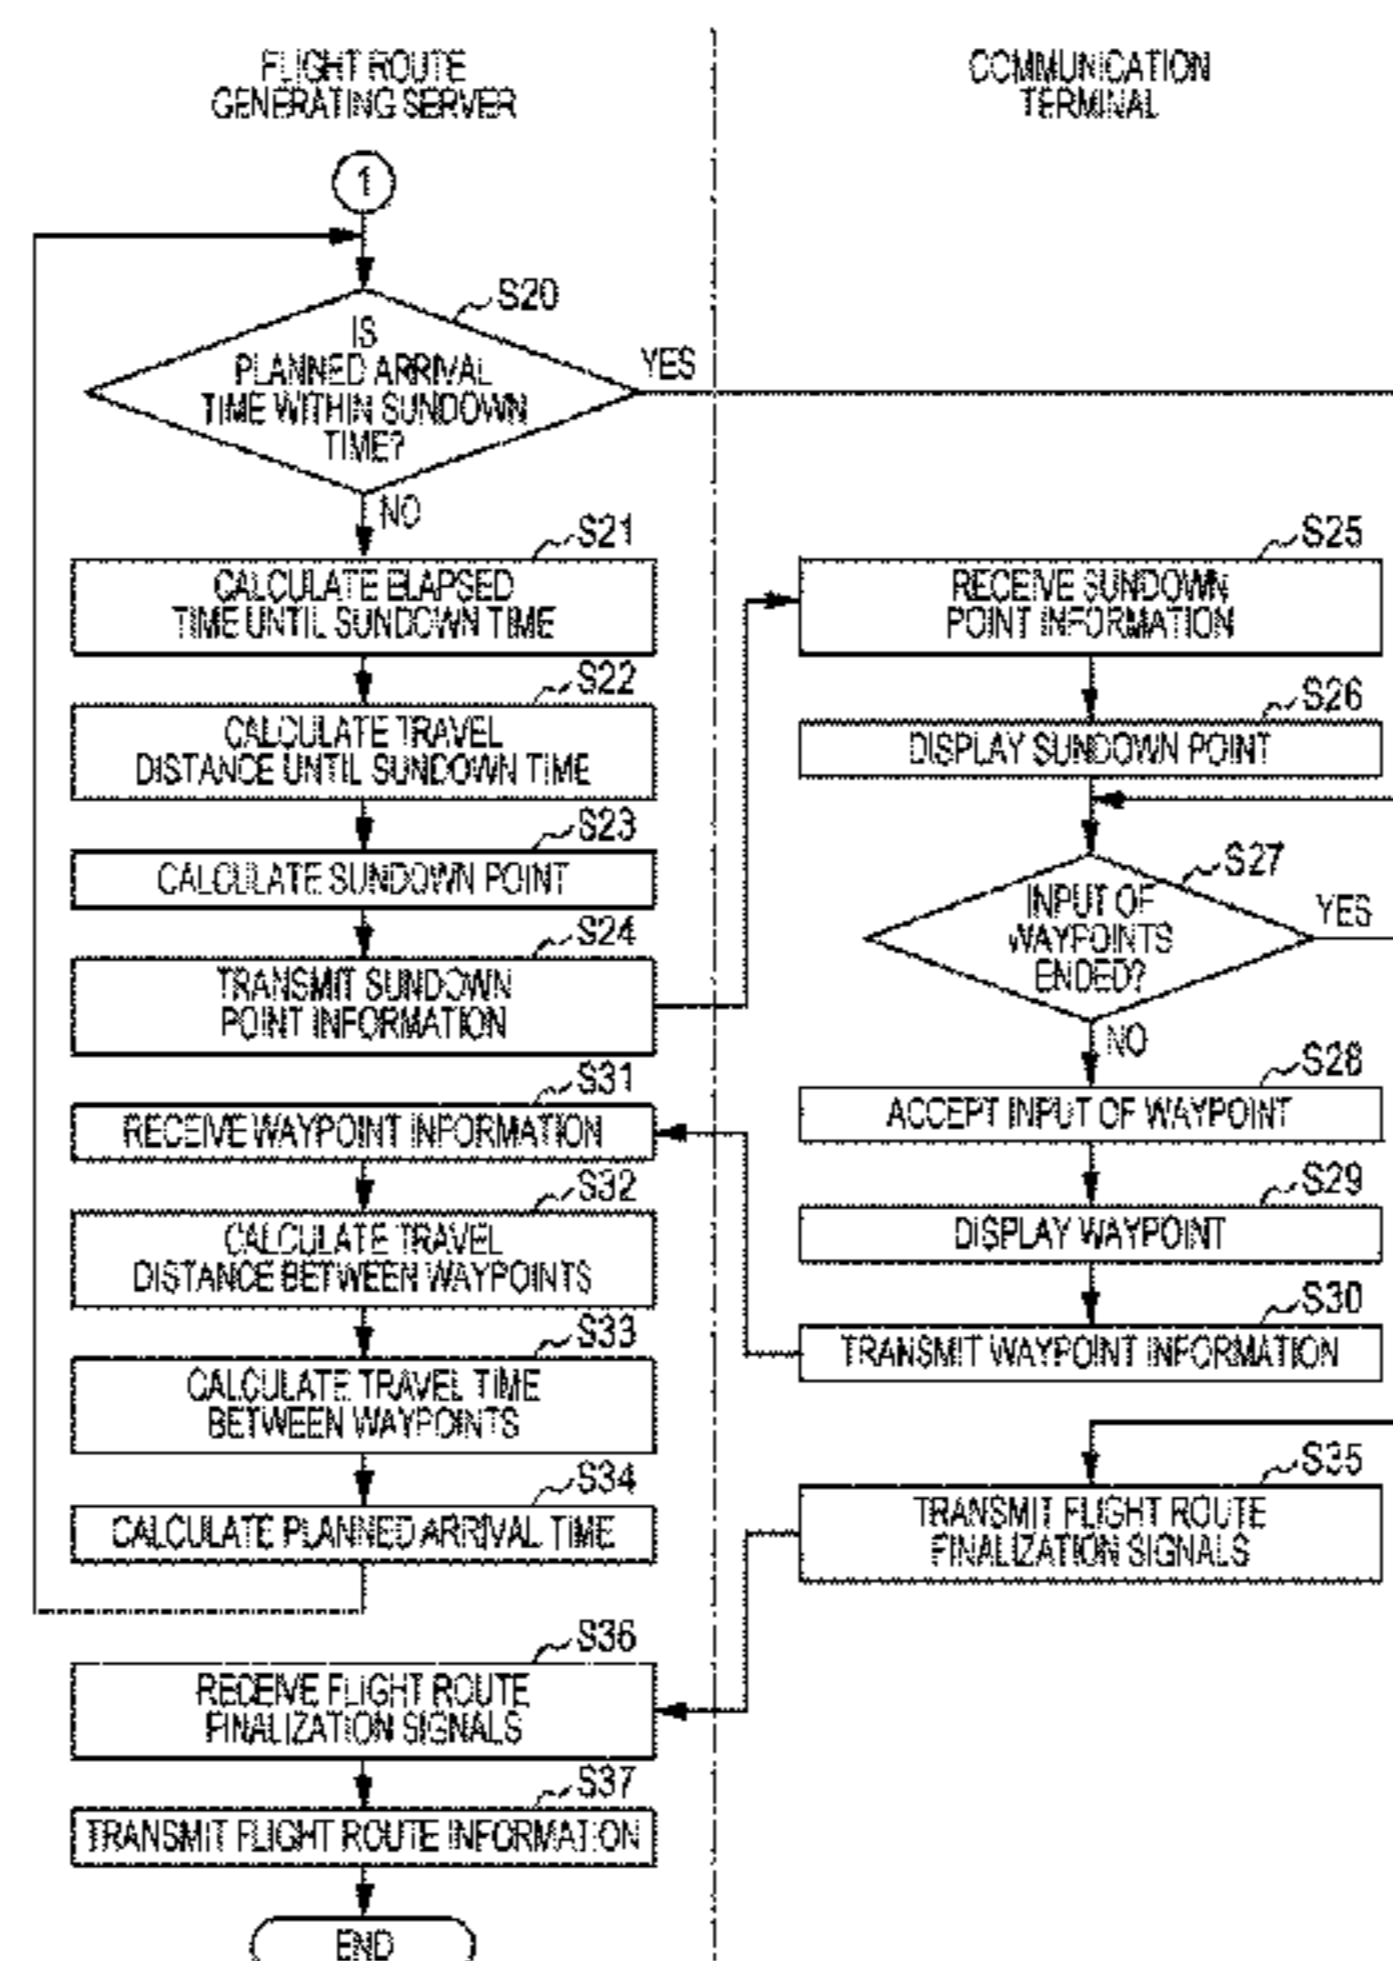 FLIGHT ROUTE
GENERATING SERVER
COMMUNICATION
TERMINAL
1
S20
IS
PLANNED ARRIVAL
TIME WITHIN SUNDOWN
TIME?
YES
NO
S21
CALCULATE ELAPSED
TIME UNTIL SUNDOWN TIME
S22
CALCULATE TRAVEL
DISTANCE UNTIL SUNDOWN TIME
S23
CALCULATE SUNDOWN POINT
S24
TRANSMIT SUNDOWN
POINT INFORMATION
S25
RECEIVE SUNDOWN
POINT INFORMATION
S26
DISPLAY SUNDOWN POINT
S27
INPUT OF
WAYPOINTS
ENDED?
YES
NO
S28
ACCEPT INPUT OF WAYPOINT
S29
DISPLAY WAYPOINT
S30
TRANSMIT WAYPOINT INFORMATION
S31
RECEIVE WAYPOINT INFORMATION
S32
CALCULATE TRAVEL
DISTANCE BETWEEN WAYPOINTS
S33
CALCULATE TRAVEL TIME
BETWEEN WAYPOINTS
S34
CALCULATE PLANNED ARRIVAL TIME
S35
TRANSMIT FLIGHT ROUTE
FINALIZATION SIGNALS
S36
RECEIVE FLIGHT ROUTE
FINALIZATION SIGNALS
S37
TRANSMIT FLIGHT ROUTE INFORMATION
END